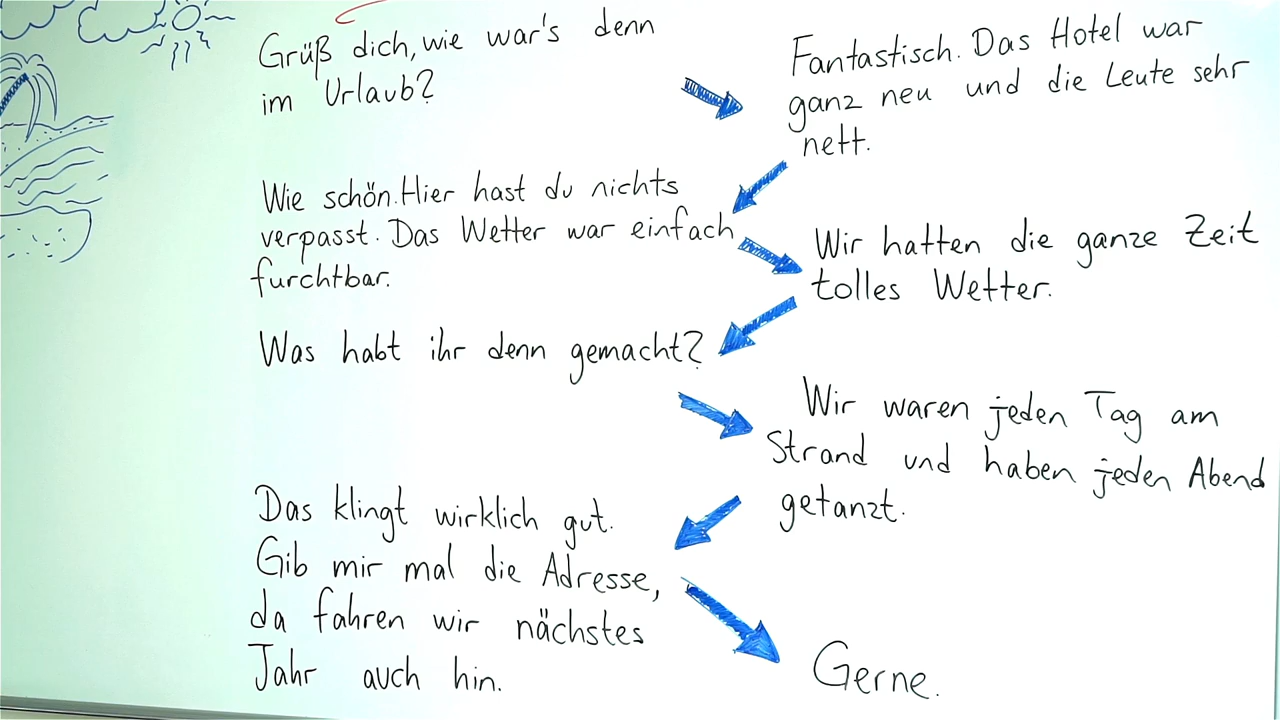 Grüß dich, wie war's denn
im Urlaub?
Fantastisch. Das Hotel war
ganz neu und die Leute sehr
nett.
Wie schön. Hier hast du nichts
verpasst. Das Wetter war einfach
furchtbar.
Wir hatten die ganze Zeit
tolles Wetter.
Was habt ihr denn gemacht?
Wir waren jeden Tag am
Strand und haben jeden Abend
getanzt.
Das klingt wirklich gut.
Gib mir mal die Adresse,
da fahren wir nächstes
Jahr auch hin.
Gerne.